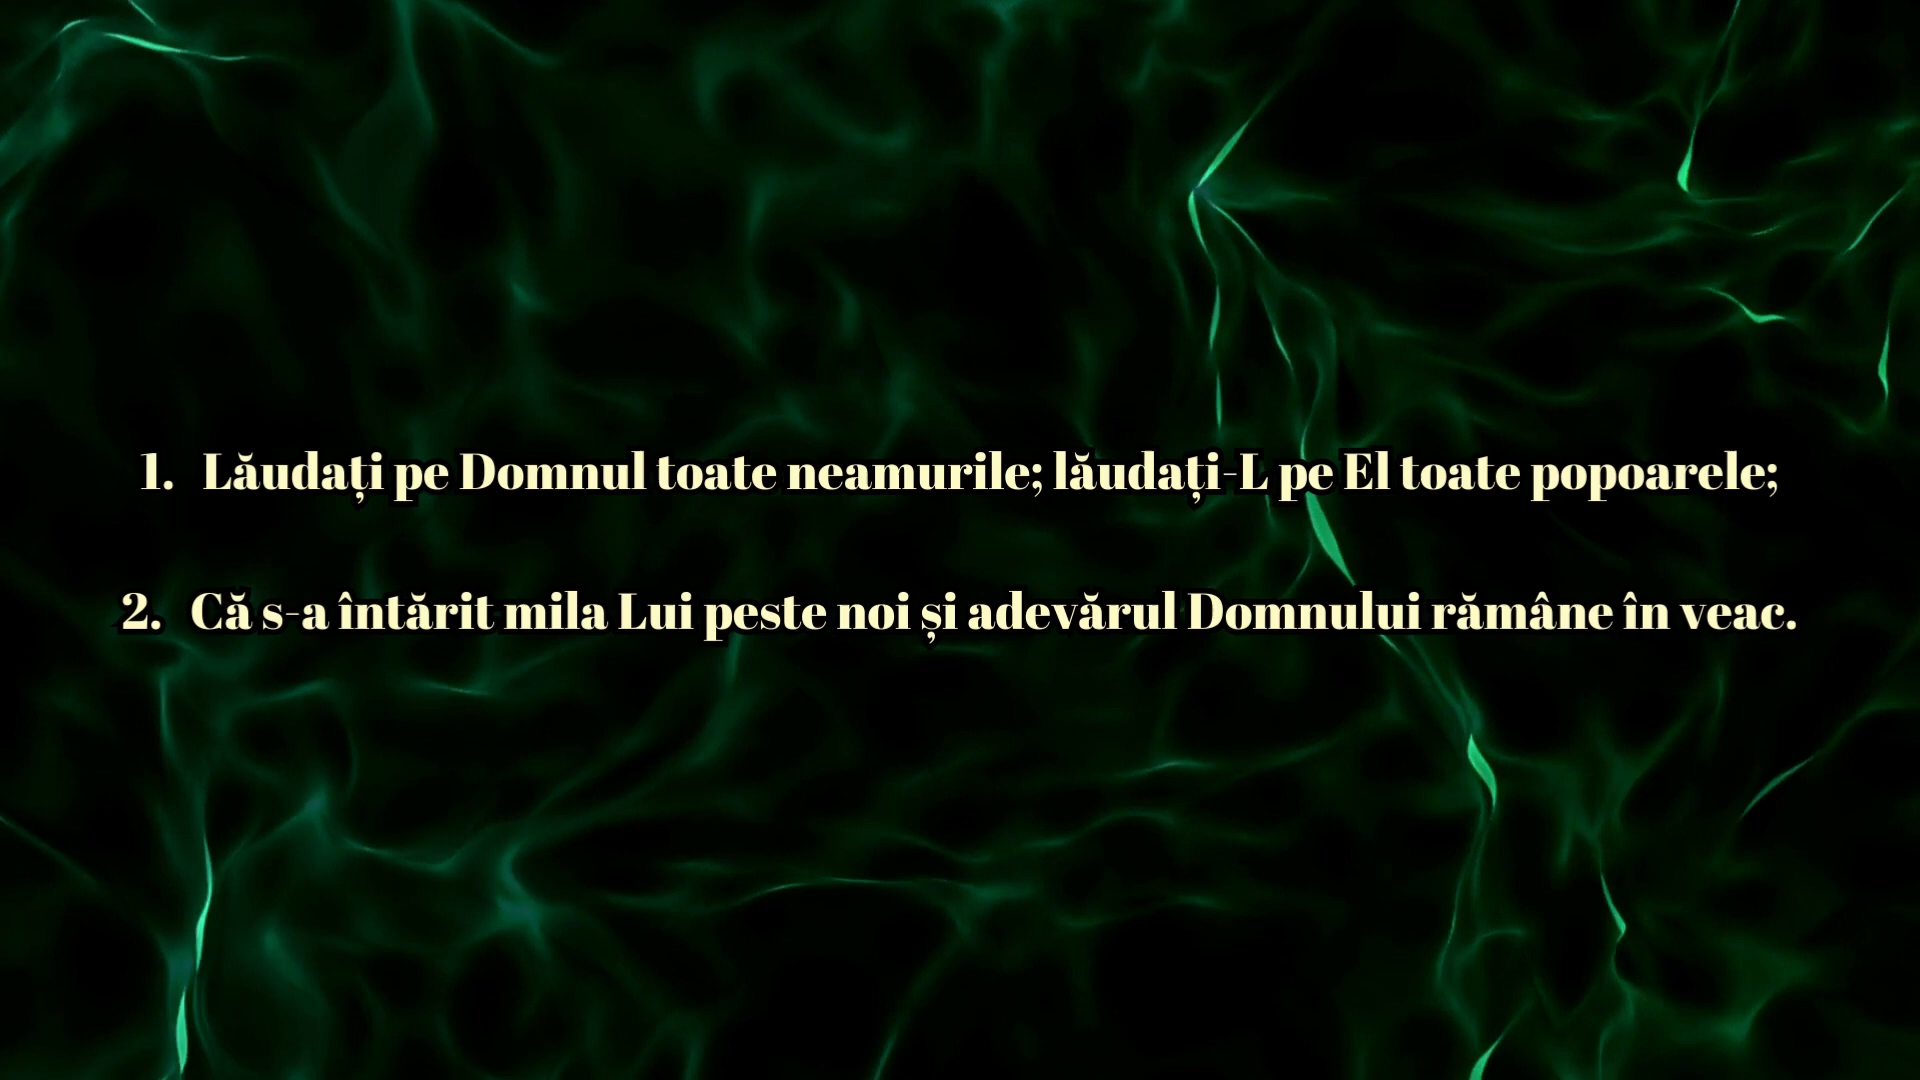 1. Lăudați pe Domnul toate neamurile; lăudați-L pe El toate popoarele;
2. Că s-a întărit mila Lui peste noi și adevărul Domnului rămâne în veac.